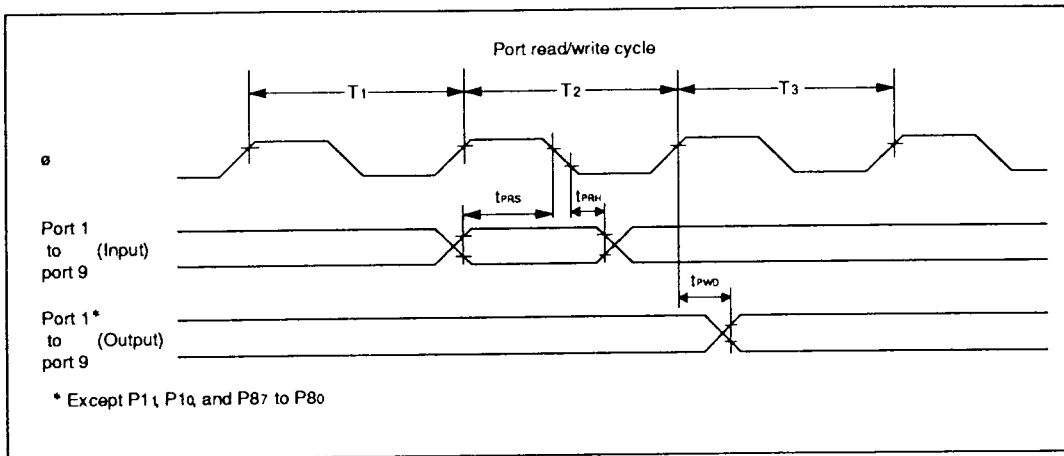 Port read/write cycle
T1 T2 T3
ø
tPRS tPRH
Port 1
to (Input)
port 9
tPWD
Port 1*
to (Output)
port 9
* Except P11, P10, and P87 to P80